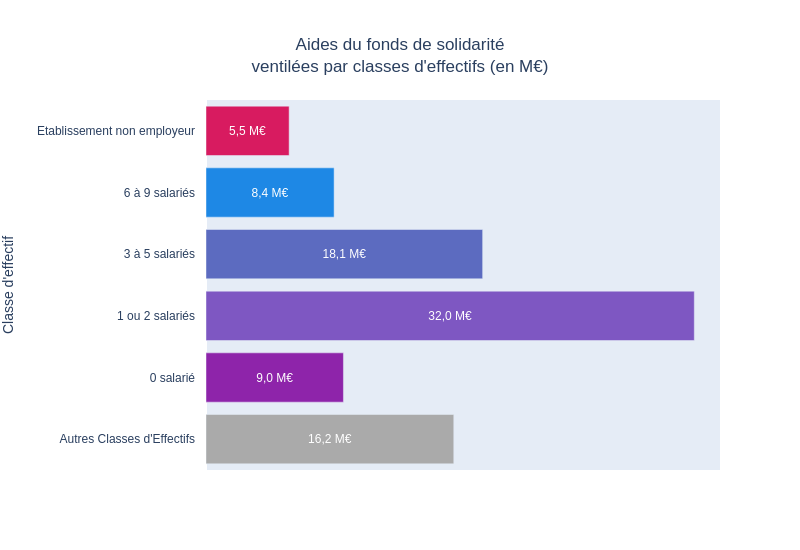 Aides du fonds de solidarité
ventilées par classes d'effectifs (en M€)
Classe d'effectif
Etablissement non employeur
5,5 M€
6 à 9 salariés
8,4 M€
3 à 5 salariés
18,1 M€
1 ou 2 salariés
32,0 M€
0 salarié
9,0 M€
Autres Classes d'Effectifs
16,2 M€